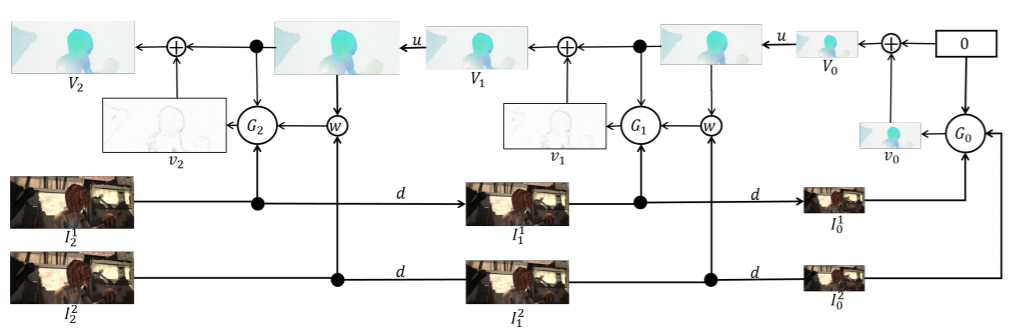 u
u
0
V₂
V₁
V₀
G₂
w
G₁
w
G₀
v₂
v₁
v₀
d
d
I₂¹
I₁¹
I₀¹
d
d
I₂²
I₁²
I₀²